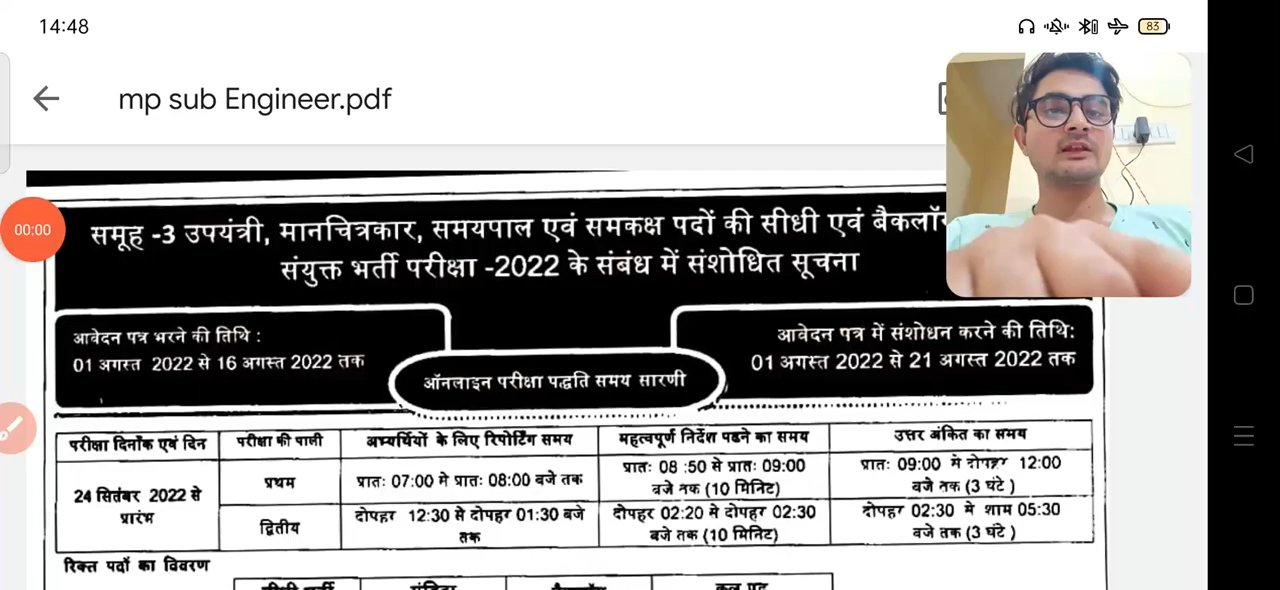 14:48
83
mp sub Engineer.pdf
00:00
समूह -3 उपयंत्री, मानचित्रकार, समयपाल एवं समकक्ष पदों की सीधी एवं
संयुक्त भर्ती परीक्षा -2022 के संबंध में संशोधित सूचना
आवेदन पत्र भरने की तिथि :
01 अगस्त 2022 से 16 अगस्त 2022 तक
आवेदन पत्र में संशोधन करने की तिथि:
01 अगस्त 2022 से 21 अगस्त 2022 तक
ऑनलाइन परीक्षा पद्धति समय सारणी
परीक्षा दिनाँक एवं दिन परीक्षा की पाली अभ्यर्थियों के लिए रिपोर्टिंग समय महत्वपूर्ण निर्देश पढने का समय उत्तर अंकित का समय
24 सितंबर 2022 से
प्रारंभ
प्रथम
प्रातः 07:00 से प्रातः 08:00 बजे तक
प्रातः 08 :50 से प्रातः 09:00
बजे तक (10 मिनिट)
प्रातः 09:00 से दोपहर 12:00
बजे तक (3 घंटे )
द्वितीय
दोपहर 12:30 से दोपहर 01:30 बजे
तक
दोपहर 02:20 से दोपहर 02:30
बजे तक (10 मिनिट)
दोपहर 02:30 से शाम 05:30
बजे तक (3 घंटे )
रिक्त पदों का विवरण